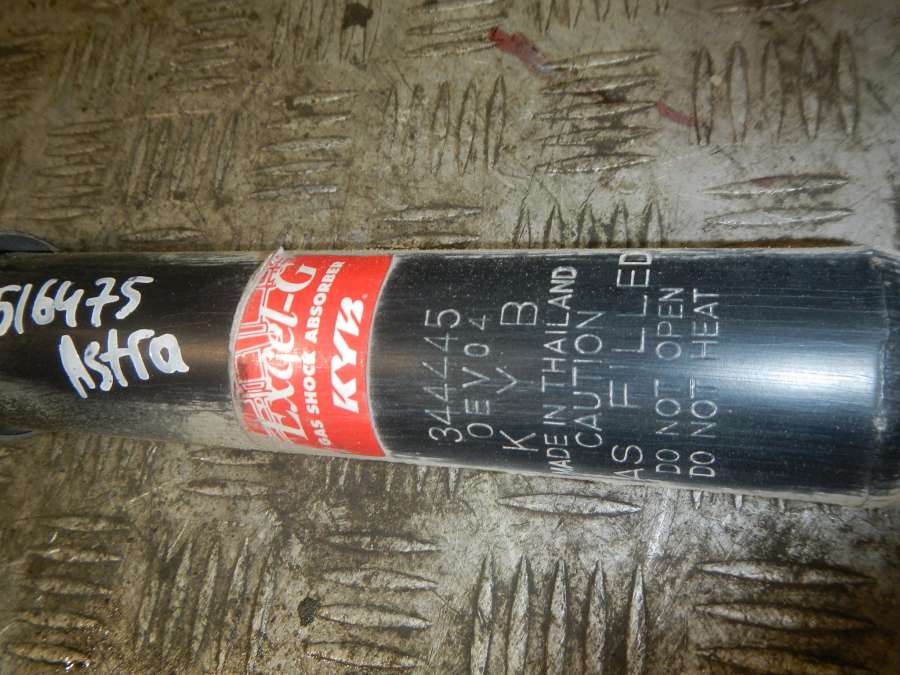 516475
Astra
Excel-G
GAS SHOCK ABSORBER
KYB
344445
0EV04
KYB
MADE IN THAILAND
CAUTION
GAS FILLED
DO NOT OPEN
DO NOT HEAT